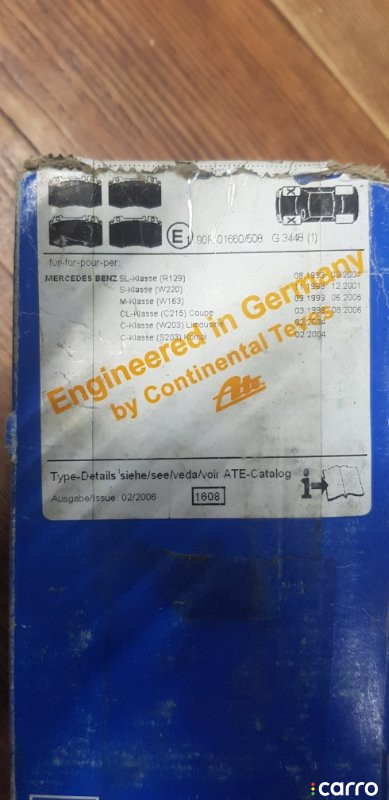 E1 90R-01660/508 G 3448 (1)
für-for-pour-per:
MERCEDES BENZ SL-Klasse (R129)
S-Klasse (W220) 12.2001
M-Klasse (W163) 09.1999 06.2005
CL-Klasse (C215) Coupe 03.1999
C-Klasse (W203) Limousine
C-Klasse (S203) Kombi 02.2004
Engineered in Germany
by Continental Teves
Ate
Type-Details siehe/see/veda/voir ATE-Catalog
Ausgabe/Issue 02/2006 1608
carro